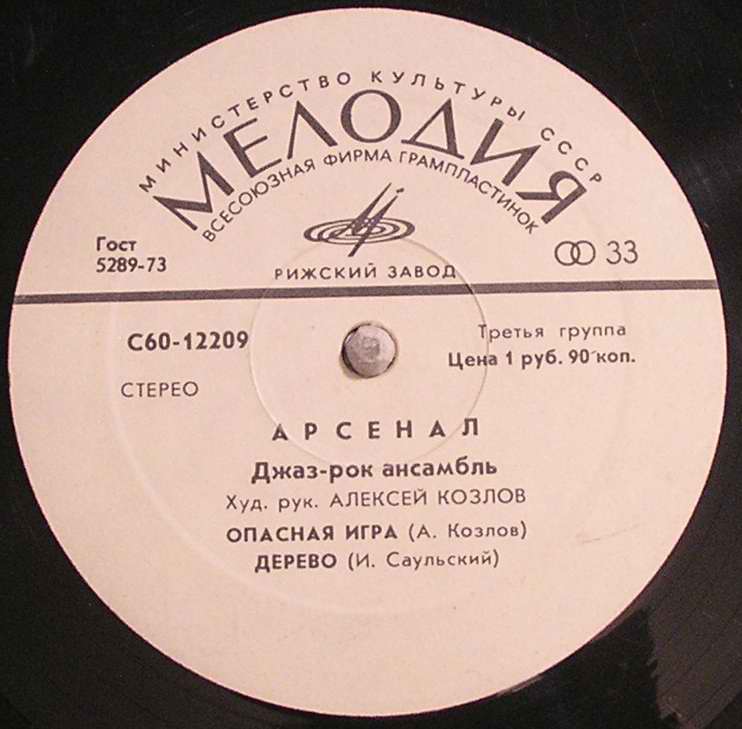 МИНИСТЕРСТВО КУЛЬТУРЫ СССР
МЕЛОДИЯ
ВСЕСОЮЗНАЯ ФИРМА ГРАМПЛАСТИНОК
Гост
5289-73
33
РИЖСКИЙ ЗАВОД
С60-12209
Третья группа
Цена 1 руб. 90 коп.
СТЕРЕО
АРСЕНАЛ
Джаз-рок ансамбль
Худ. рук. АЛЕКСЕЙ КОЗЛОВ
ОПАСНАЯ ИГРА (А. Козлов)
ДЕРЕВО (И. Саульский)